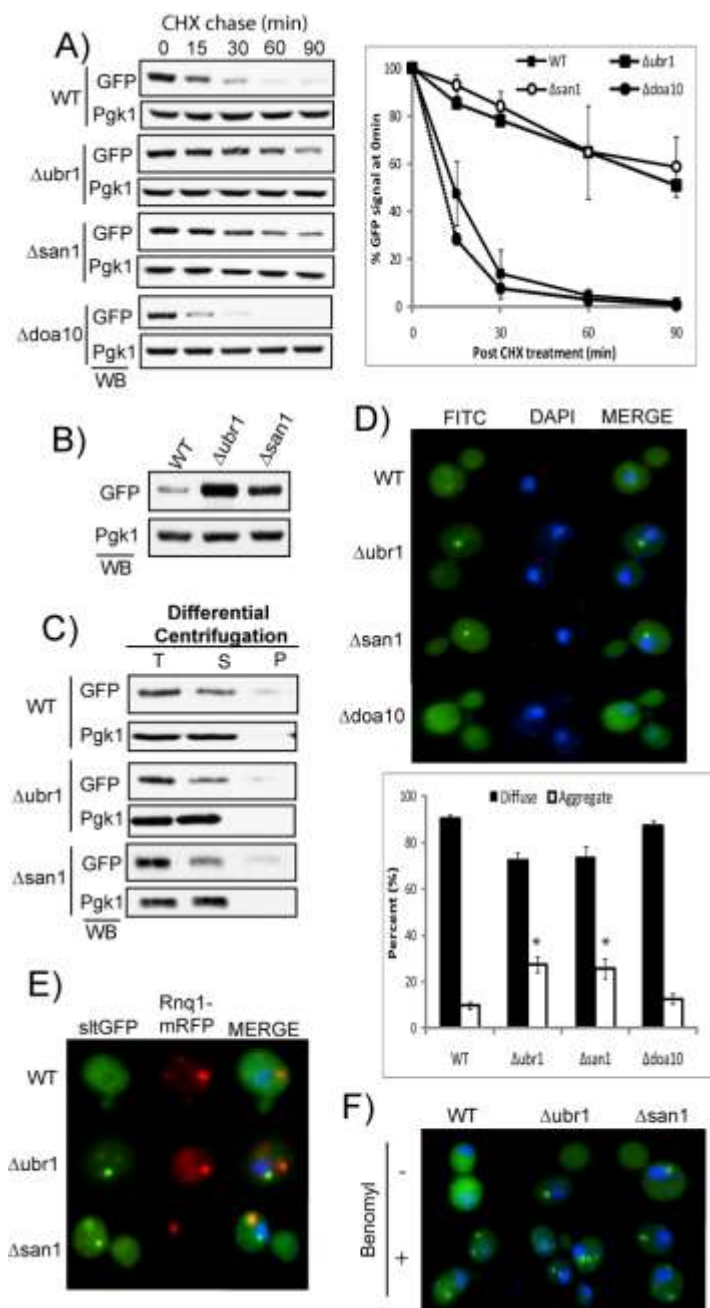 A)
CHX chase (min)
0 15 30 60 90
WT
GFP
Pgk1
Δubr1
GFP
Pgk1
Δsan1
GFP
Pgk1
Δdoa10
GFP
Pgk1
WB
WT Δubr1
Δsan1 Δdoa10
% GFP signal at 0min
100
80
60
40
20
0
0 30 60 90
Post CHX treatment (min)
B)
WT Δubr1 Δsan1
GFP
Pgk1
WB
C)
Differential
Centrifugation
T S P
WT
GFP
Pgk1
Δubr1
GFP
Pgk1
Δsan1
GFP
Pgk1
WB
D)
FITC DAPI MERGE
WT
Δubr1
Δsan1
Δdoa10
Diffuse Aggregate
Percent (%)
100
80
60
40
20
0
* *
WT Δubr1 Δsan1 Δdoa10
E)
Rnq1-
sltGFP mRFP MERGE
WT
Δubr1
Δsan1
F)
WT Δubr1 Δsan1
Benomyl
-
+